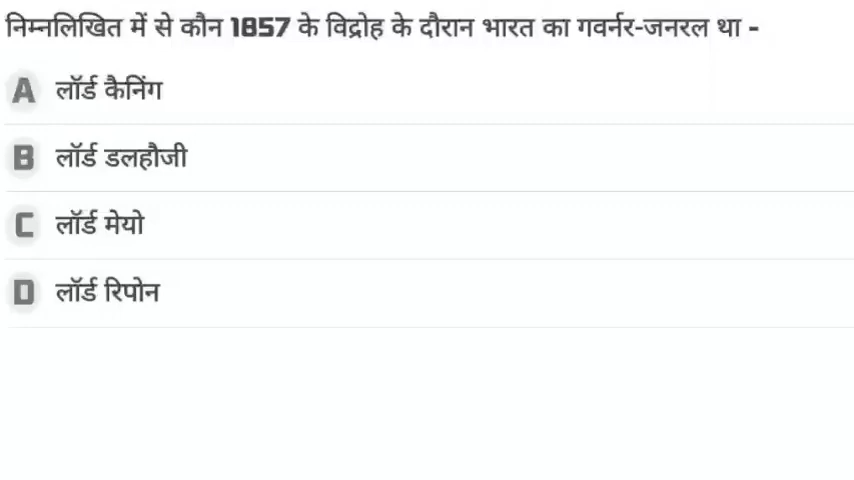 निम्नलिखित में से कौन 1857 के विद्रोह के दौरान भारत का गवर्नर-जनरल था -
A लॉर्ड कैनिंग
B लॉर्ड डलहौजी
C लॉर्ड मेयो
D लॉर्ड रिपोन